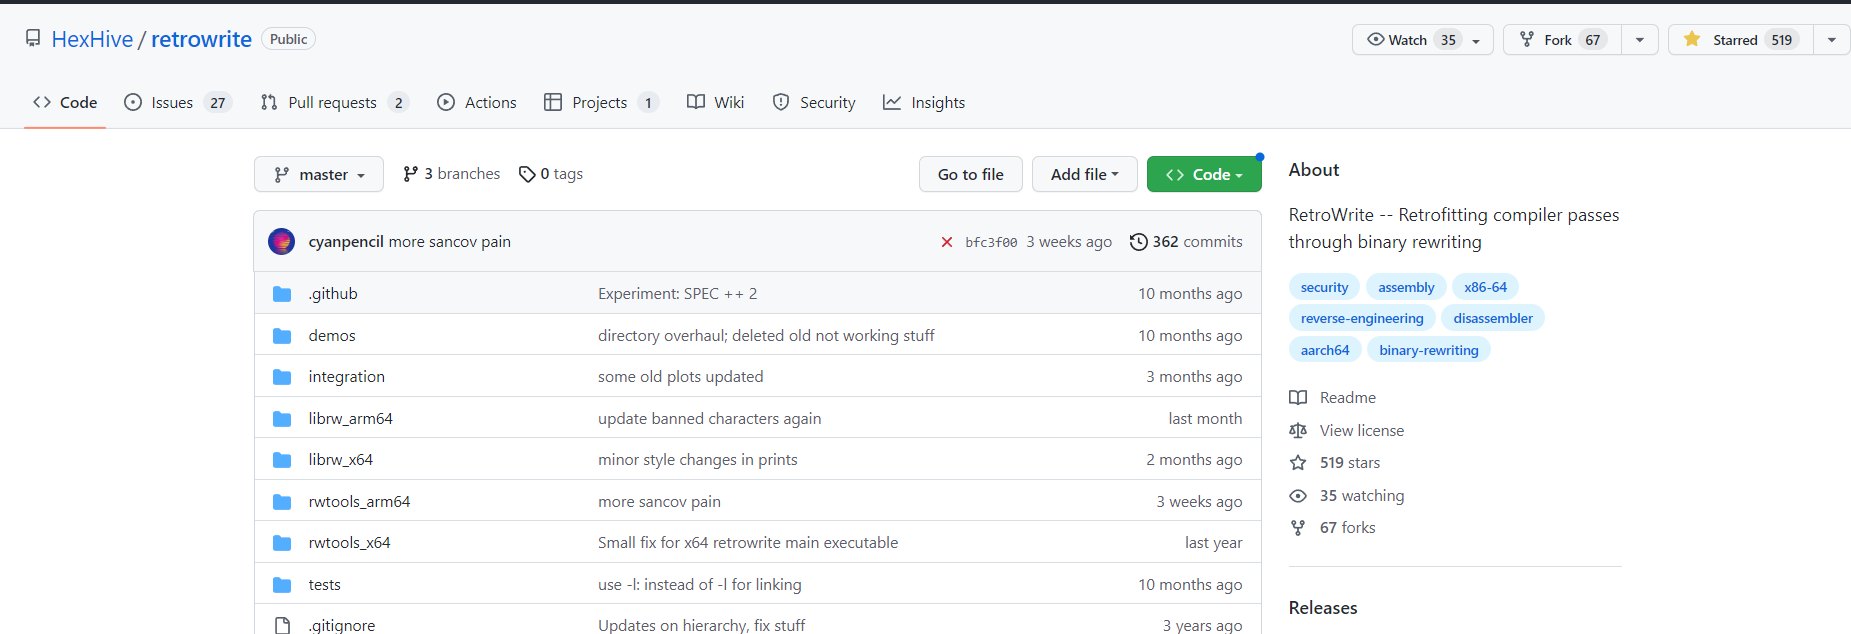 HexHive / retrowrite Public
Watch 35 Fork 67 Starred 519
<> Code Issues 27 Pull requests 2 Actions Projects 1 Wiki Security Insights
master 3 branches 0 tags Go to file Add file <> Code
cyanpencil more sancov pain bfc3f00 3 weeks ago 362 commits
.github Experiment: SPEC ++ 2 10 months ago
demos directory overhaul; deleted old not working stuff 10 months ago
integration some old plots updated 3 months ago
librw_arm64 update banned characters again last month
librw_x64 minor style changes in prints 2 months ago
rwtools_arm64 more sancov pain 3 weeks ago
rwtools_x64 Small fix for x64 retrowrite main executable last year
tests use -l: instead of -l for linking 10 months ago
.gitignore Updates on hierarchy, fix stuff 3 years ago
About
RetroWrite -- Retrofitting compiler passes
through binary rewriting
security assembly x86-64
reverse-engineering disassembler
aarch64 binary-rewriting
Readme
View license
519 stars
35 watching
67 forks
Releases